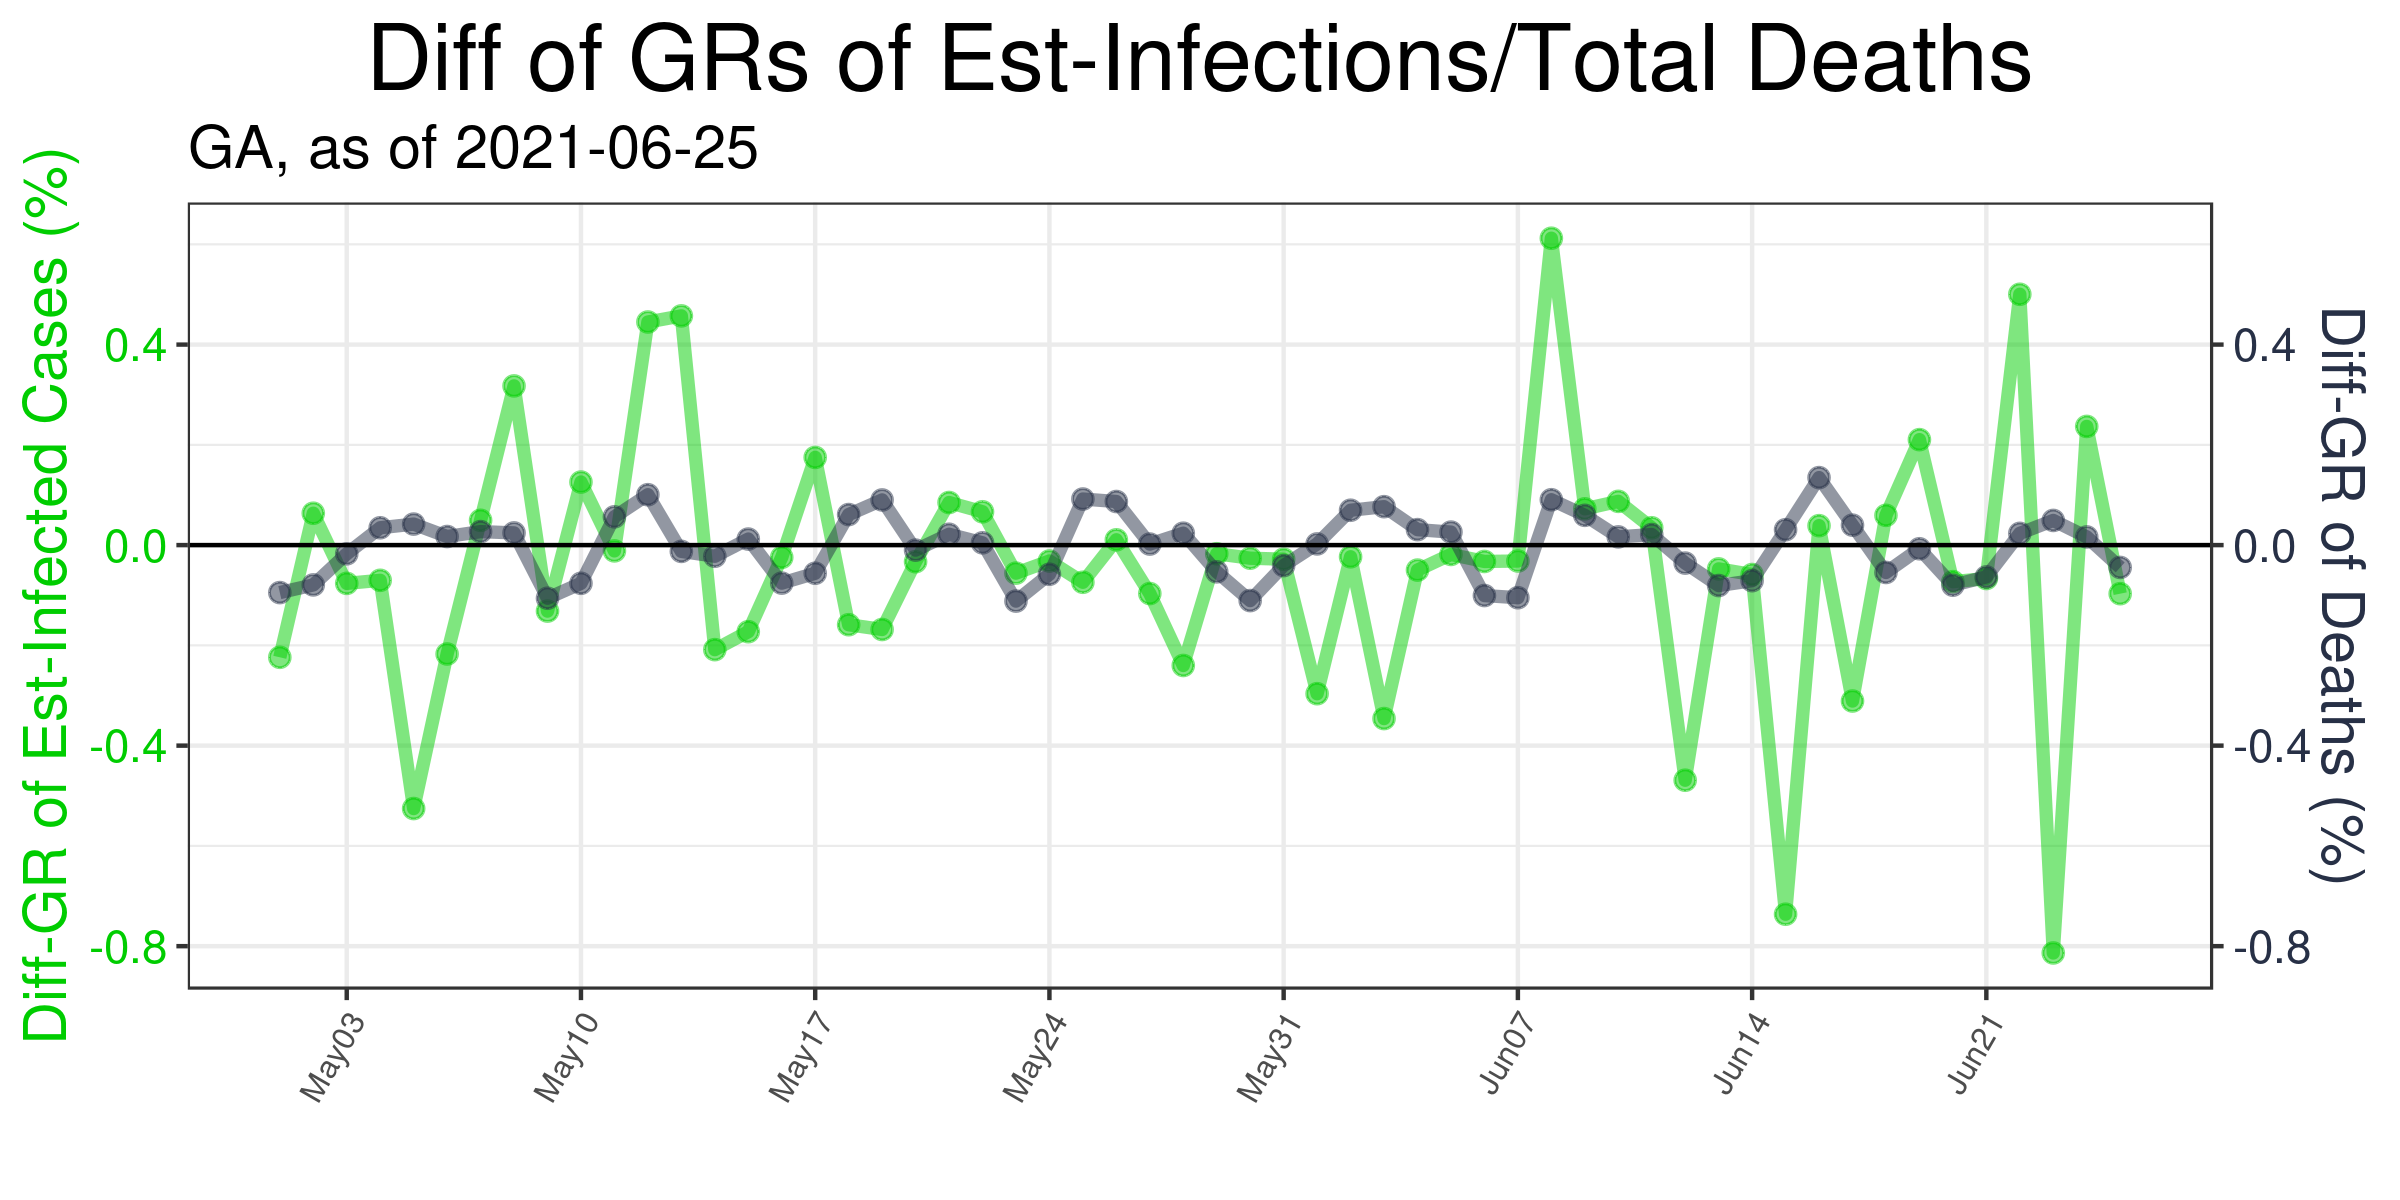 Diff of GRs of Est-Infections/Total Deaths
GA, as of 2021-06-25
Diff-GR of Est-Infected Cases (%)
0.4
0.0
-0.4
-0.8
0.4
0.0
-0.4
-0.8
Diff-GR of Deaths (%)
May03
May10
May17
May24
May31
Jun07
Jun14
Jun21